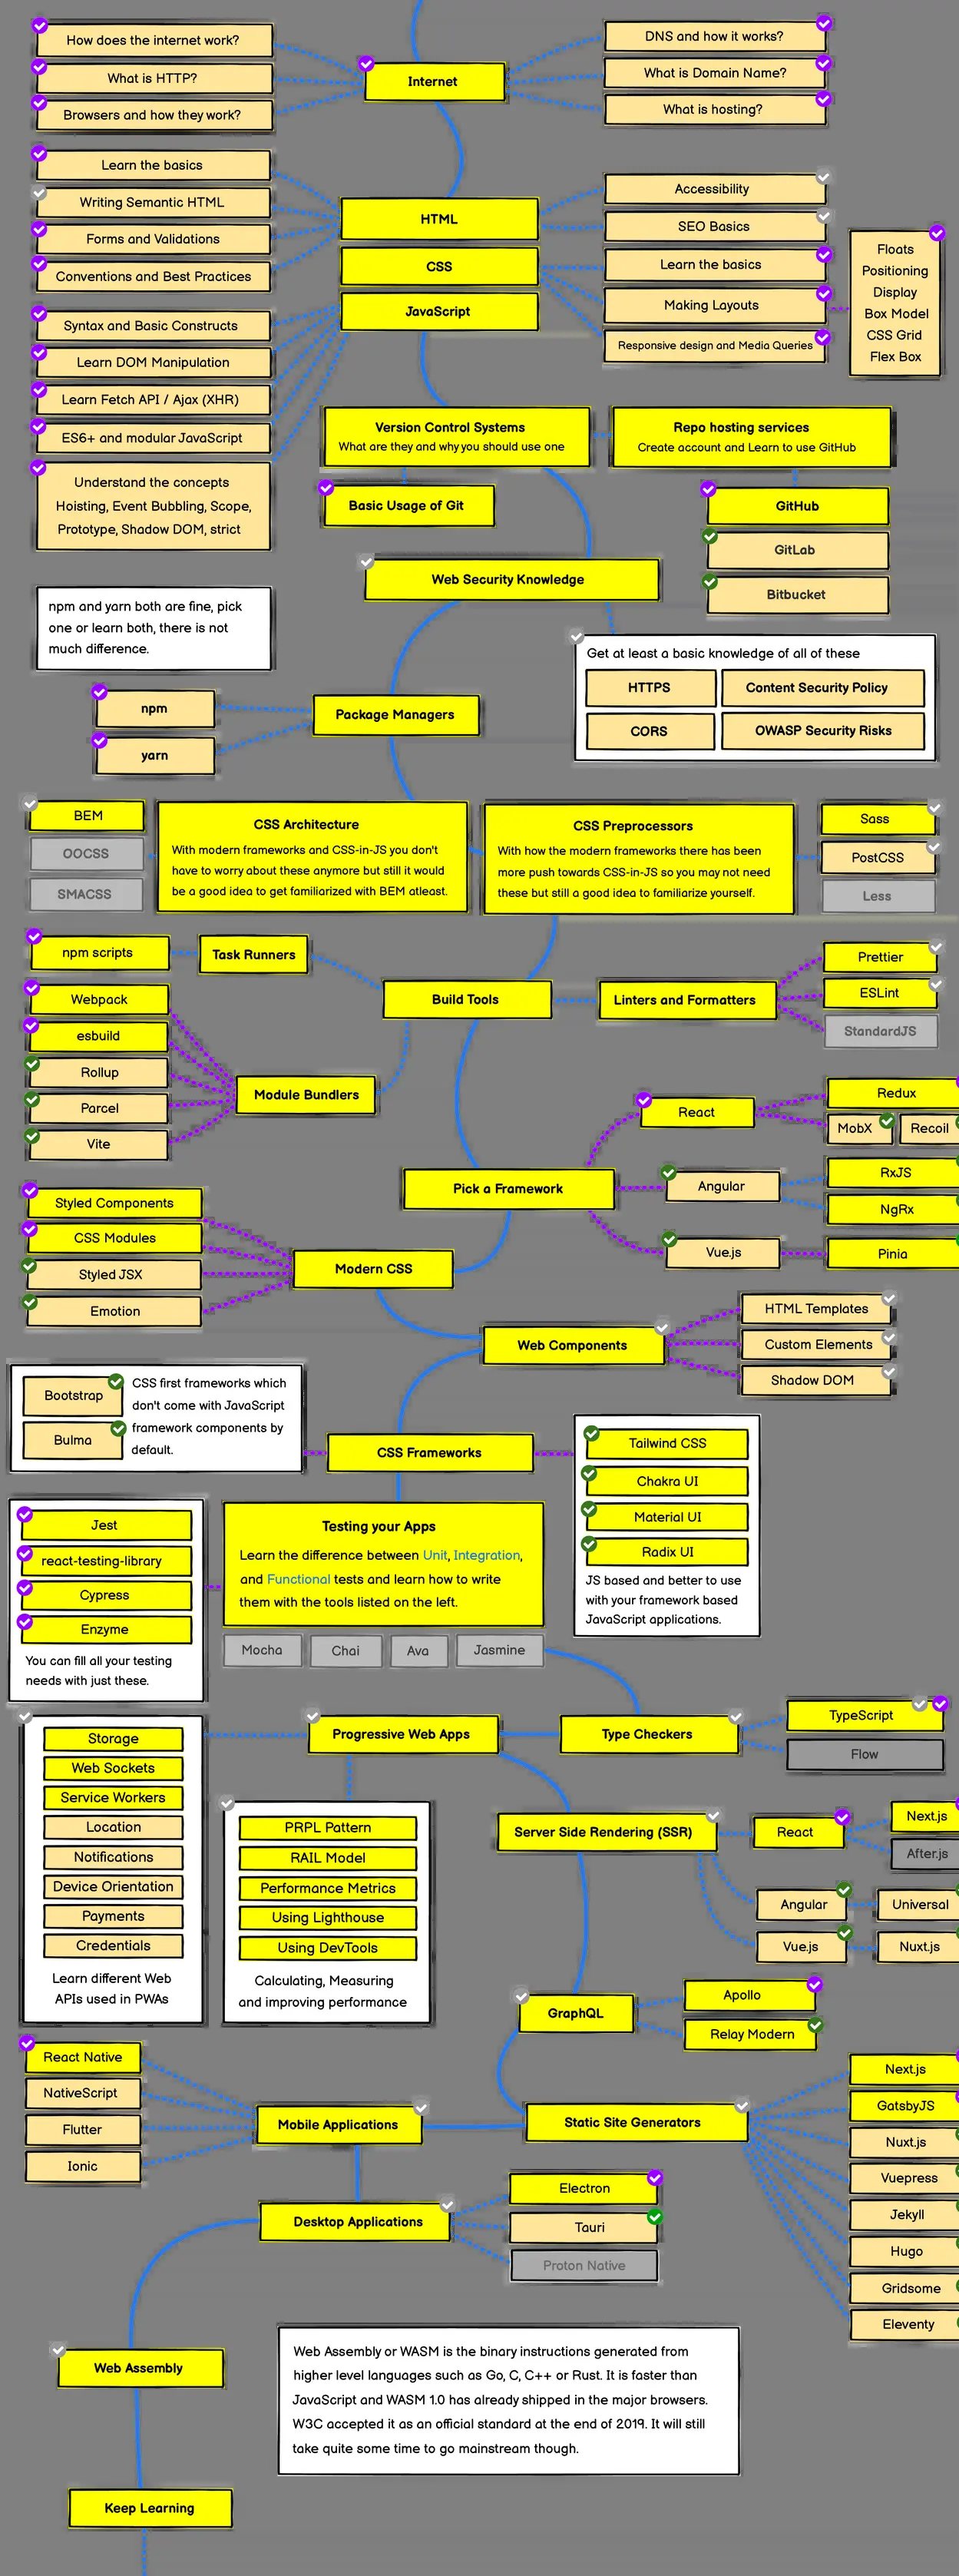 How does the internet work?
What is HTTP?
Browsers and how they work?
Internet
DNS and how it works?
What is Domain Name?
What is hosting?
Learn the basics
Writing Semantic HTML
Forms and Validations
Conventions and Best Practices
HTML
CSS
JavaScript
Accessibility
SEO Basics
Learn the basics
Making Layouts
Responsive design and Media Queries
Floats
Positioning
Display
Box Model
CSS Grid
Flex Box
Syntax and Basic Constructs
Learn DOM Manipulation
Learn Fetch API / Ajax (XHR)
ES6+ and modular JavaScript
Understand the concepts
Hoisting, Event Bubbling, Scope,
Prototype, Shadow DOM, strict
Version Control Systems
What are they and why you should use one
Repo hosting services
Create account and Learn to use GitHub
Basic Usage of Git
GitHub
GitLab
Bitbucket
Web Security Knowledge
npm and yarn both are fine, pick
one or learn both, there is not
much difference.
Get at least a basic knowledge of all of these
HTTPS
Content Security Policy
CORS
OWASP Security Risks
npm
yarn
Package Managers
BEM
OOCSS
SMACSS
CSS Architecture
With modern frameworks and CSS-in-JS you don't
have to worry about these anymore but still it would
be a good idea to get familiarized with BEM atleast.
CSS Preprocessors
With how the modern frameworks there has been
more push towards CSS-in-JS so you may not need
these but still a good idea to familiarize yourself.
Sass
PostCSS
Less
npm scripts
Task Runners
Build Tools
Linters and Formatters
Prettier
ESLint
StandardJS
Webpack
esbuild
Rollup
Parcel
Vite
Module Bundlers
React
Redux
MobX
Recoil
Pick a Framework
Angular
RxJS
NgRx
Vue.js
Pinia
Styled Components
CSS Modules
Styled JSX
Emotion
Modern CSS
Web Components
HTML Templates
Custom Elements
Shadow DOM
Bootstrap
Bulma
CSS first frameworks which
don't come with JavaScript
framework components by
default.
CSS Frameworks
Tailwind CSS
Chakra UI
Material UI
Radix UI
JS based and better to use
with your framework based
JavaScript applications.
Jest
react-testing-library
Cypress
Enzyme
You can fill all your testing
needs with just these.
Testing your Apps
Learn the difference between Unit, Integration,
and Functional tests and learn how to write
them with the tools listed on the left.
Mocha
Chai
Ava
Jasmine
Progressive Web Apps
Type Checkers
TypeScript
Flow
Storage
Web Sockets
Service Workers
Location
Notifications
Device Orientation
Payments
Credentials
Learn different Web
APIs used in PWAs
PRPL Pattern
RAIL Model
Performance Metrics
Using Lighthouse
Using DevTools
Calculating, Measuring
and improving performance
Server Side Rendering (SSR)
React
Next.js
After.js
Angular
Universal
Vue.js
Nuxt.js
GraphQL
Apollo
Relay Modern
React Native
NativeScript
Flutter
Ionic
Mobile Applications
Static Site Generators
Next.js
GatsbyJS
Nuxt.js
Vuepress
Jekyll
Hugo
Gridsome
Eleventy
Desktop Applications
Electron
Tauri
Proton Native
Web Assembly
Web Assembly or WASM is the binary instructions generated from
higher level languages such as Go, C, C++ or Rust. It is faster than
JavaScript and WASM 1.0 has already shipped in the major browsers.
W3C accepted it as an official standard at the end of 2019. It will still
take quite some time to go mainstream though.
Keep Learning